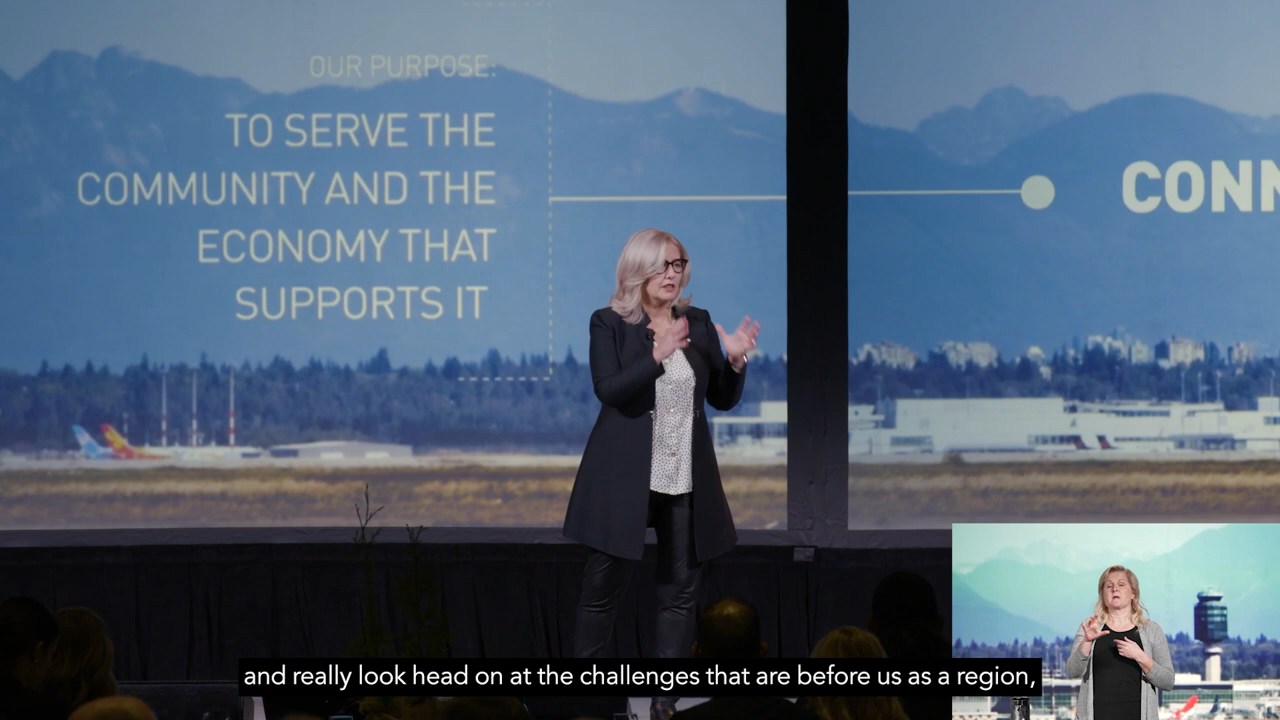 OUR PURPOSE:
TO SERVE THE
COMMUNITY AND THE
ECONOMY THAT
SUPPORTS IT
CONN
and really look head on at the challenges that are before us as a region,